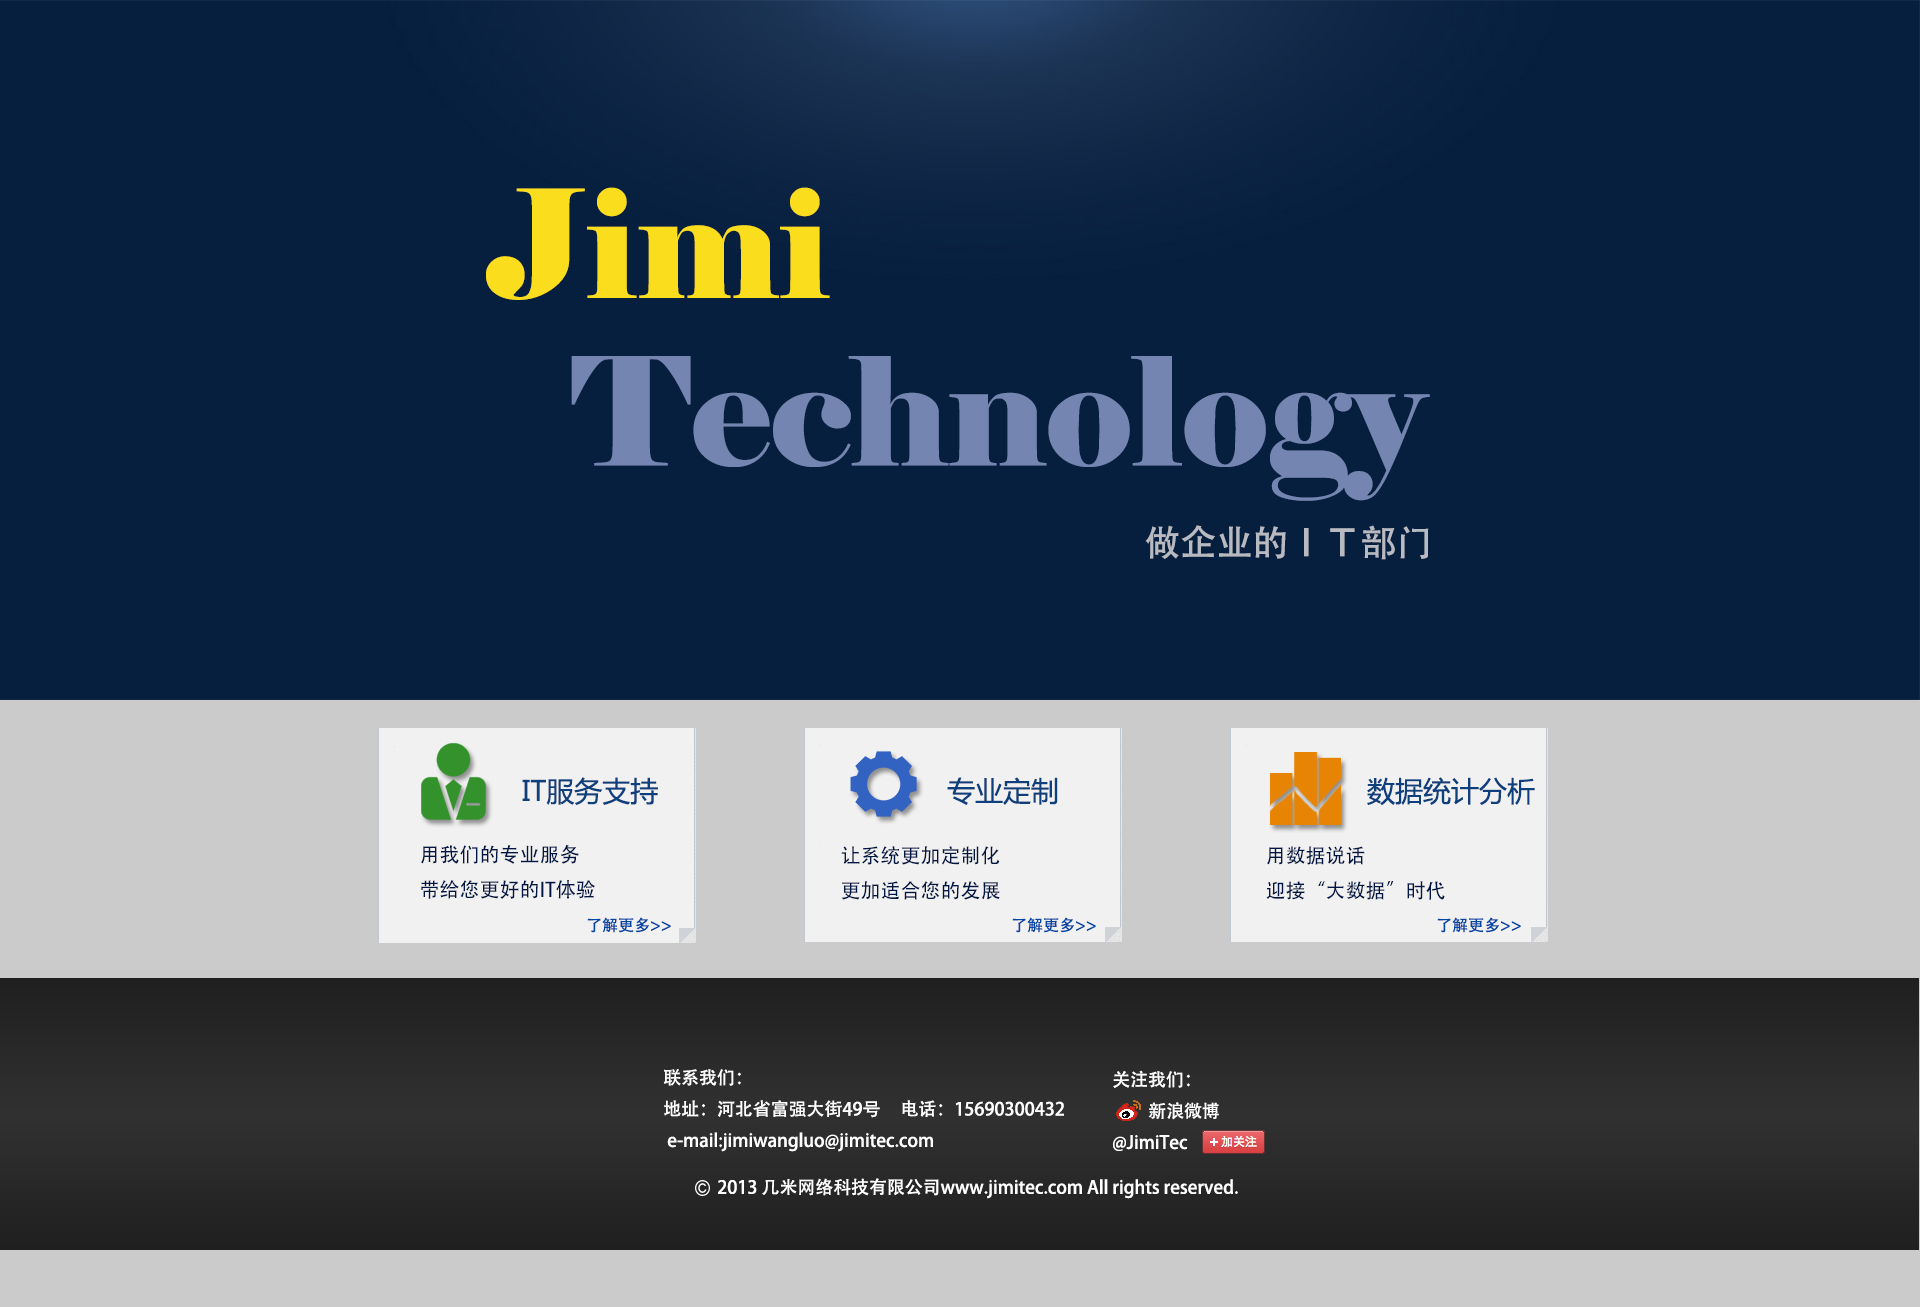 Jimi
Technology
做企业的ＩＴ部门
IT服务支持
用我们的专业服务
带给您更好的IT体验
了解更多>>
专业定制
让系统更加定制化
更加适合您的发展
了解更多>>
数据统计分析
用数据说话
迎接“大数据”时代
了解更多>>
联系我们：
地址：河北省富强大街49号 电话：15690300432
e-mail:jimiwangluo@jimitec.com
关注我们：
新浪微博
@JimiTec +加关注
© 2013 几米网络科技有限公司www.jimitec.com All rights reserved.